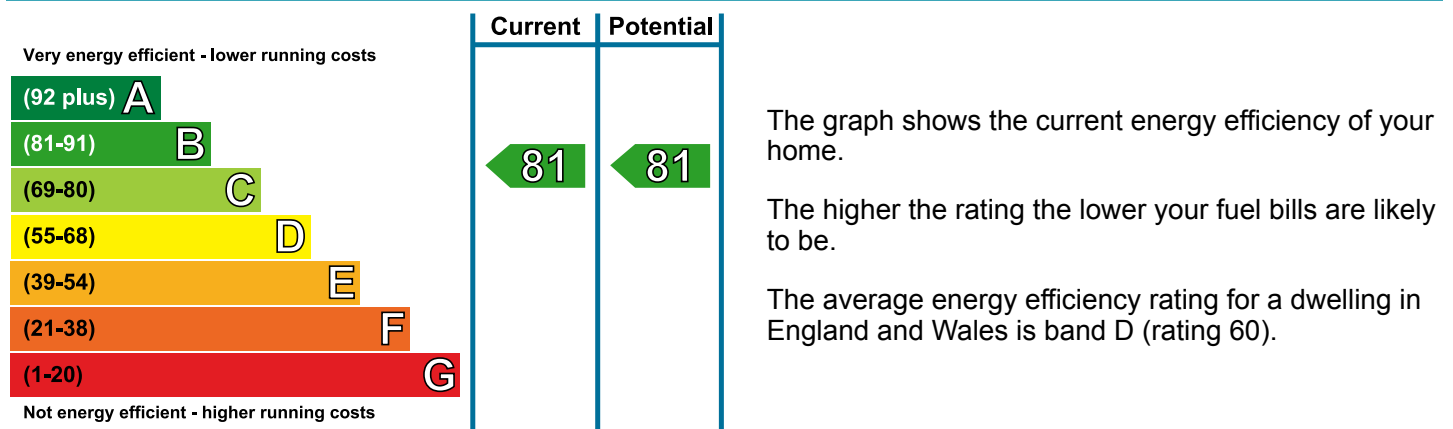 Current Potential
Very energy efficient - lower running costs
(92 plus) A
(81-91) B
81 81
(69-80) C
(55-68) D
(39-54) E
(21-38) F
(1-20) G
Not energy efficient - higher running costs
The graph shows the current energy efficiency of your
home.
The higher the rating the lower your fuel bills are likely
to be.
The average energy efficiency rating for a dwelling in
England and Wales is band D (rating 60).